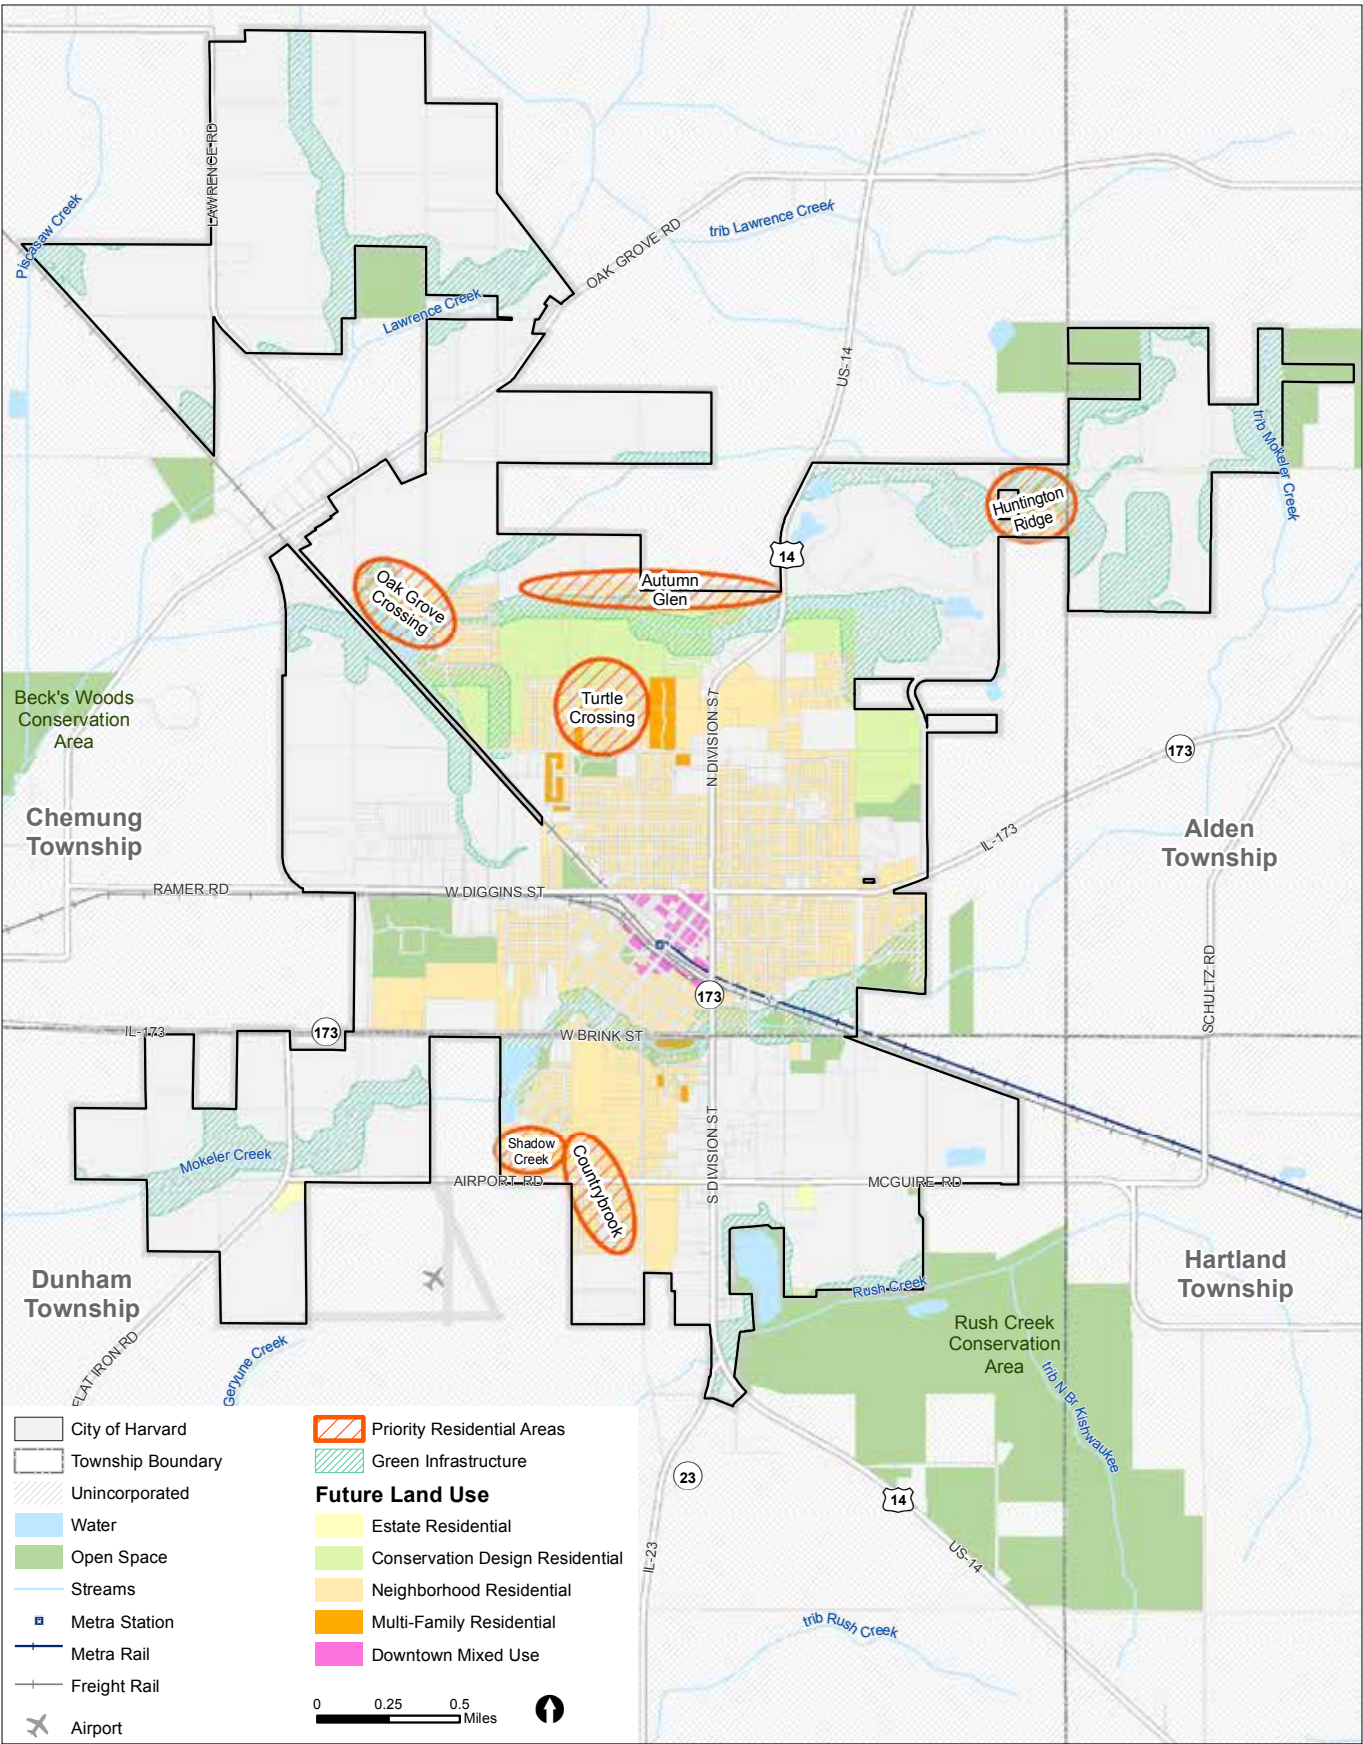 LAWRENCE RD
Piscasaw Creek
OAK GROVE RD
trib Lawrence Creek
Lawrence Creek
US-14
trib Mokeler Creek
Huntington
Ridge
14
Autumn
Glen
Oak Grove
Crossing
Turtle
Crossing
Beck's Woods
Conservation
Area
N DIVISION ST
173
Chemung
Township
Alden
Township
IL-173
RAMER RD
W DIGGINS ST
173
SCHULTZ RD
IL-173
173
W BRINK ST
S DIVISION ST
Shadow
Creek
Countrybrook
Mokeler Creek
AIRPORT RD
MCGUIRE RD
Dunham
Township
Hartland
Township
Rush Creek
Rush Creek
Conservation
Area
FLAT IRON RD
Geryune Creek
trib N Br Kishwaukee
23
14
US-14
IL-23
trib Rush Creek
City of Harvard
Township Boundary
Unincorporated
Water
Open Space
Streams
Metra Station
Metra Rail
Freight Rail
Airport
Priority Residential Areas
Green Infrastructure
Future Land Use
Estate Residential
Conservation Design Residential
Neighborhood Residential
Multi-Family Residential
Downtown Mixed Use
0 0.25 0.5
Miles